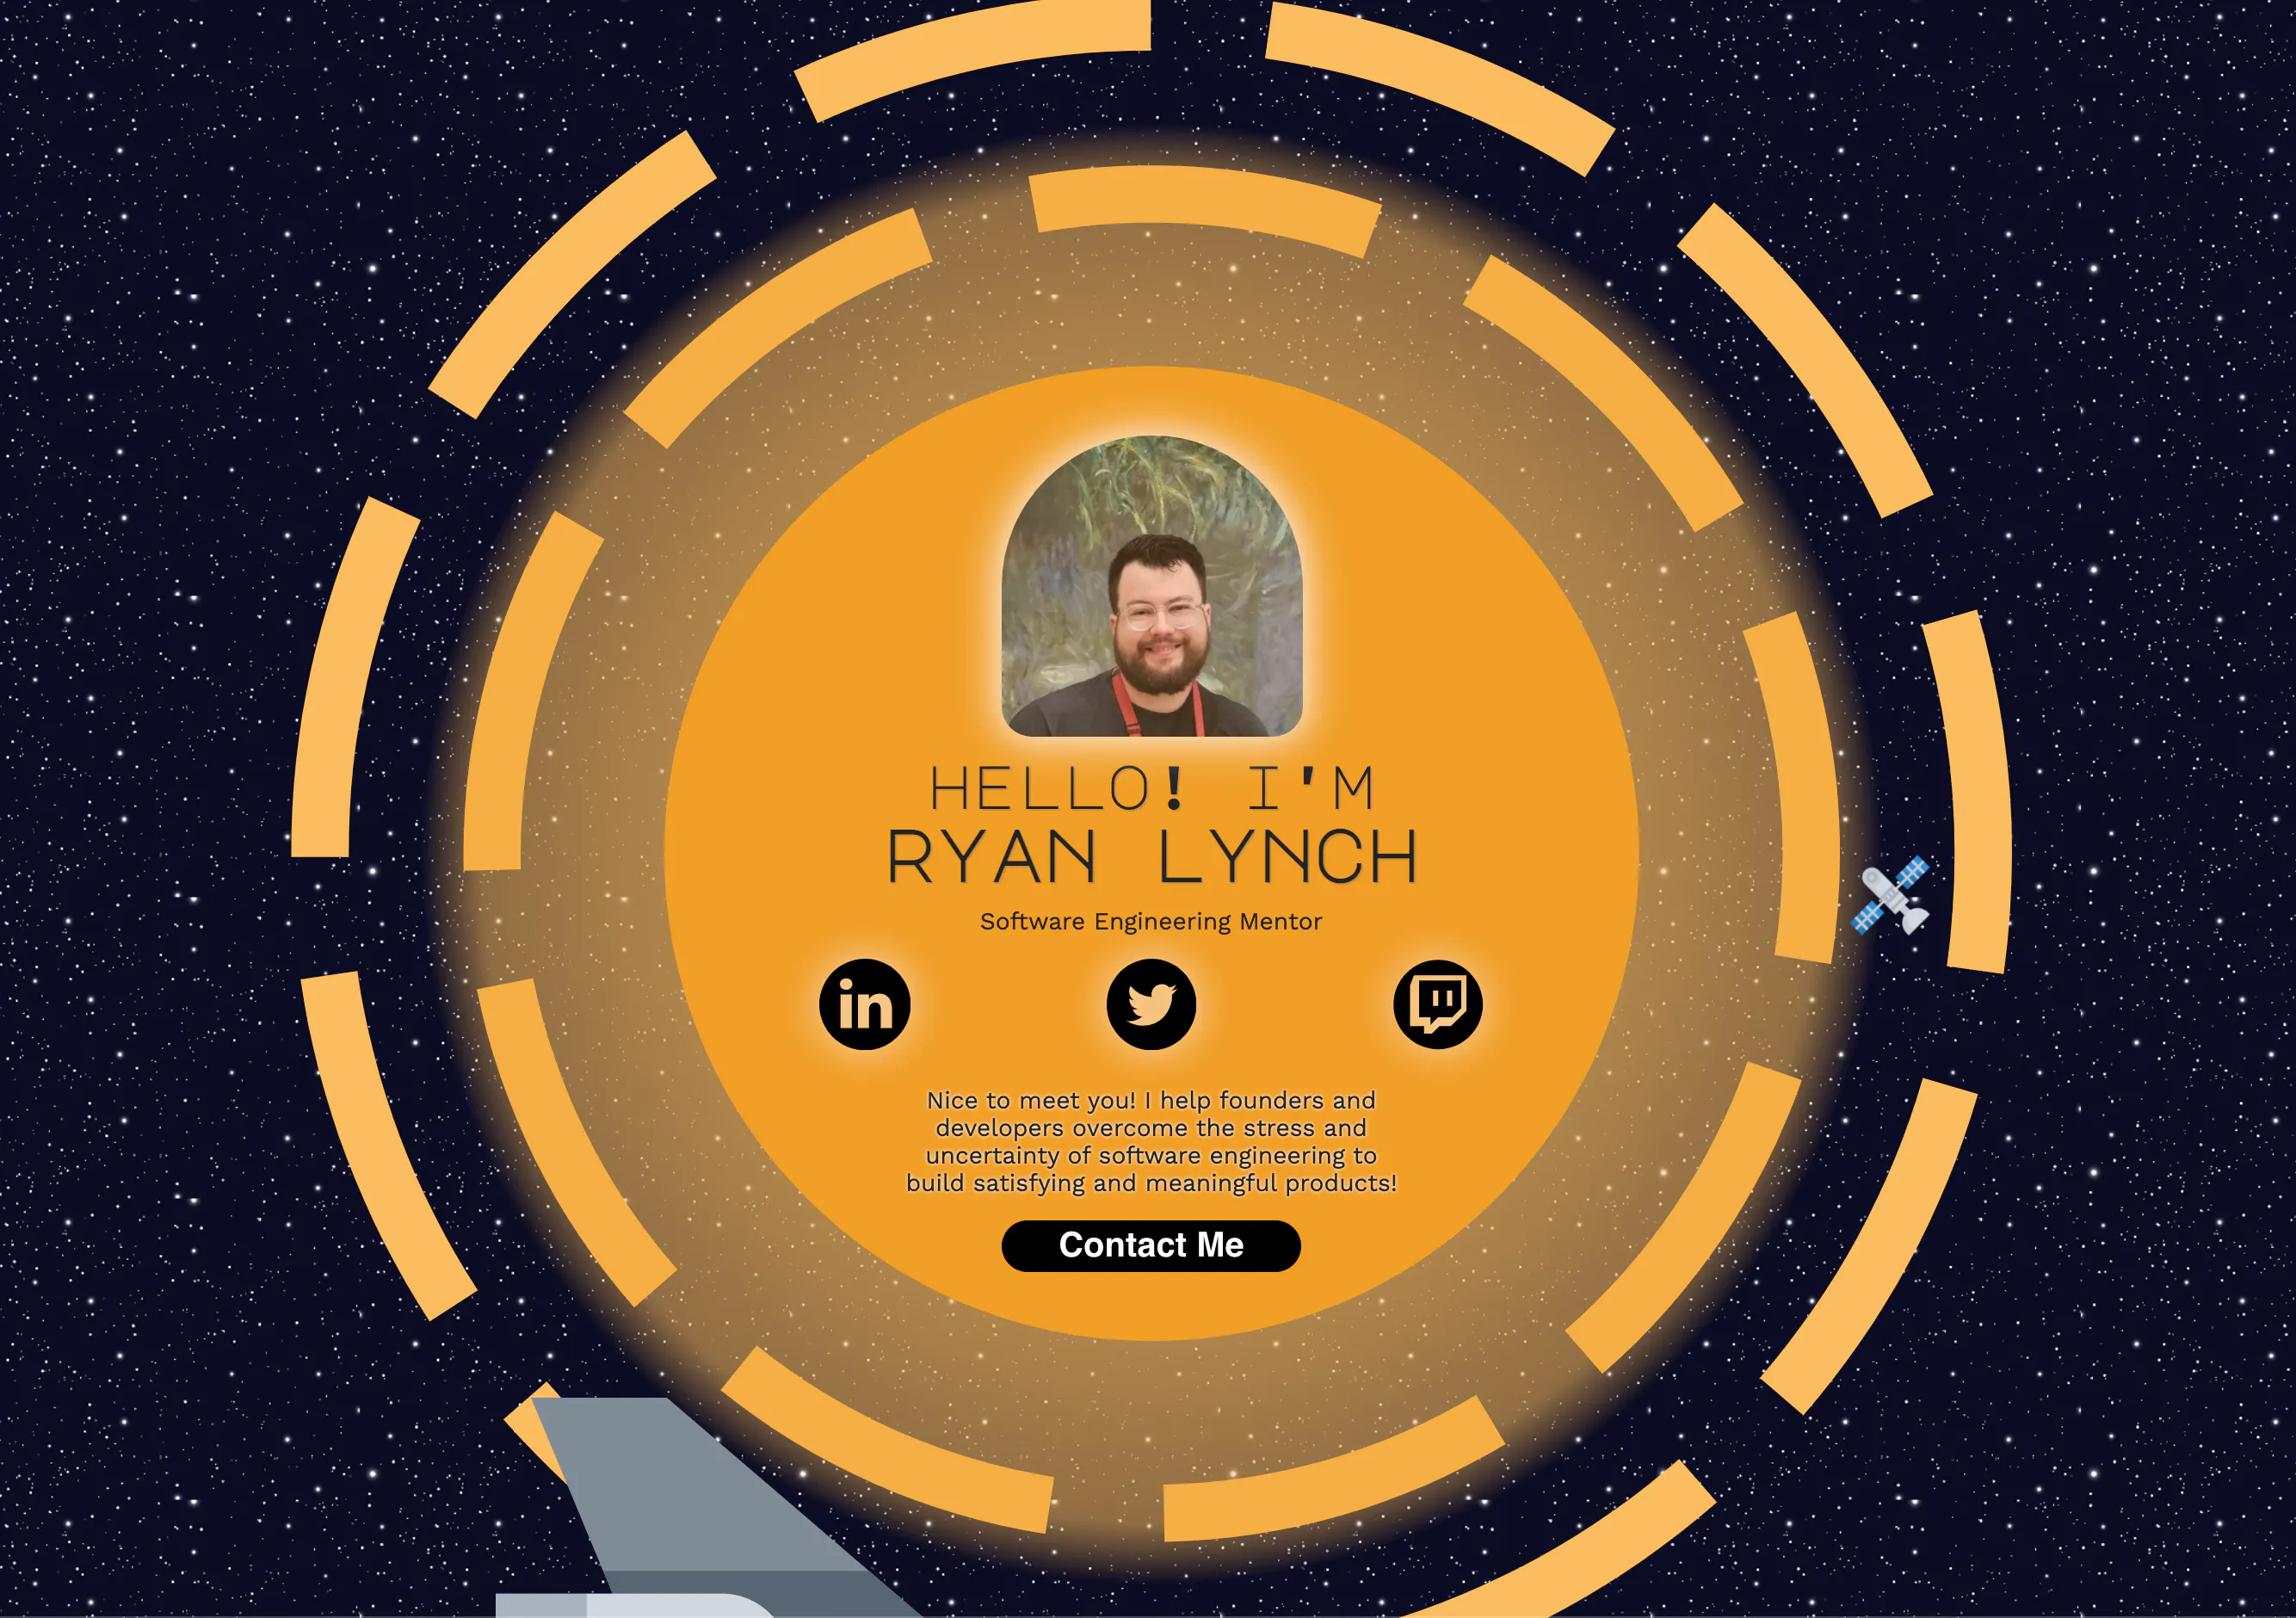 HELLO! I'M
RYAN LYNCH
Software Engineering Mentor
in
Nice to meet you! I help founders and
developers overcome the stress and
uncertainty of software engineering to
build satisfying and meaningful products!
Contact Me